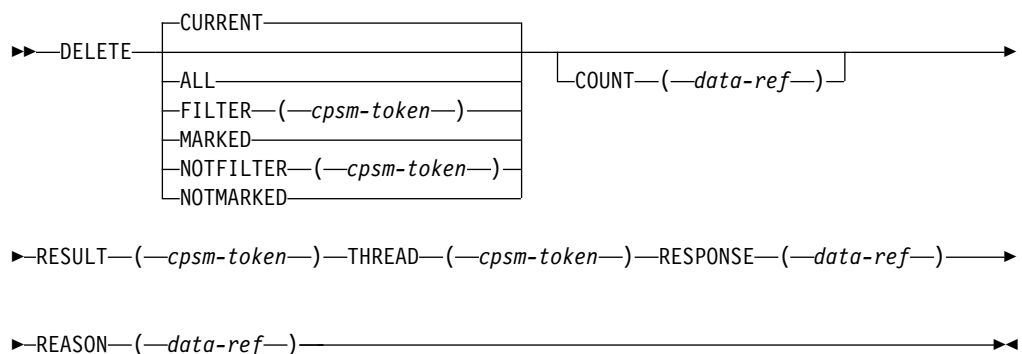 CURRENT
DELETE
ALL
COUNT ( data-ref )
FILTER ( cpsm-token )
MARKED
NOTFILTER ( cpsm-token )
NOTMARKED
RESULT ( cpsm-token ) THREAD ( cpsm-token ) RESPONSE ( data-ref )
REASON ( data-ref )